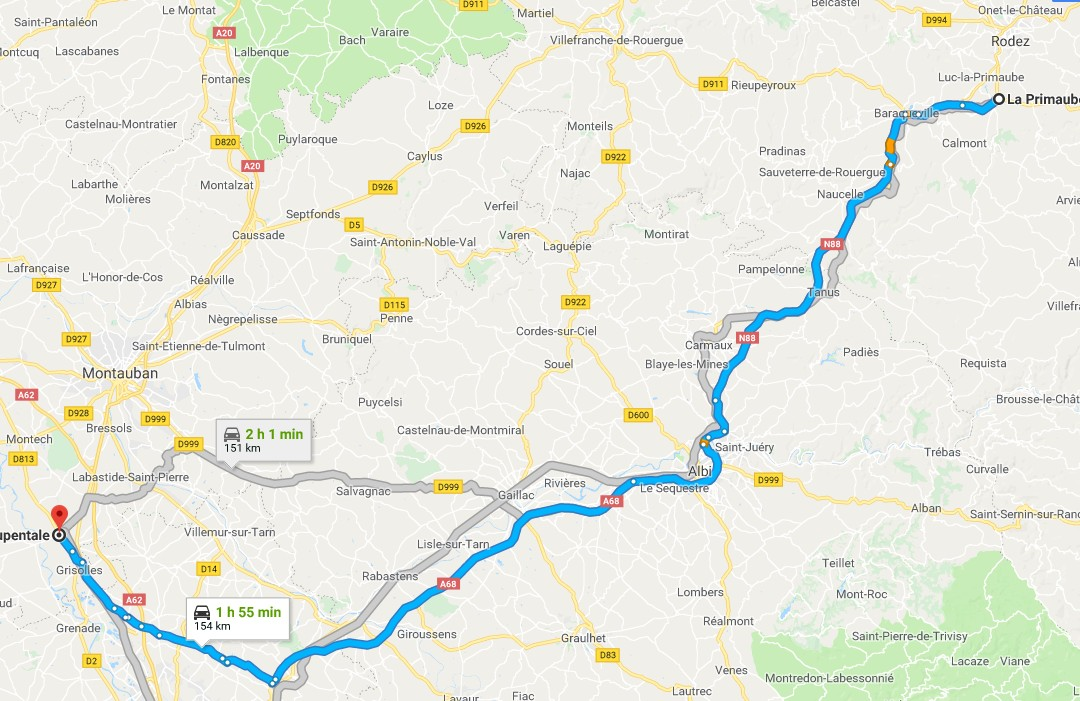 Le Montat
D911
Martiel
Belcastel
Onet-le-Château
Saint-Pantaléon
A20
Varaire
Bach
D994
Villefranche-de-Rouergue
Rodez
Lascabanes
Lalbenque
Fontanes
D911
Rieupeyroux
Luc-la-Primaube
La Primaube
Castelnau-Montratier
Loze
Baraqueville
D926
Monteils
Puylaroque
D820
Calmont
Caylus
D922
Pradinas
A20
Najac
Sauveterre-de-Rouergue
Labarthe
Montalzat
D926
Naucelle
Molières
Verfeil
Septfonds
D5
Caussade
Varen
Montirat
Saint-Antonin-Noble-Val
Laguépie
N88
Lafrançaise
L'Honor-de-Cos
Pampelonne
D927
Réalville
Tanus
Albias
D115
D922
Nègrepelisse
Penne
Cordes-sur-Ciel
D927
Bruniquel
N88
Saint-Etienne-de-Tulmont
Carmaux
Padiès
Blaye-les-Mines
Souel
Requista
Montauban
A62
Puycelsi
Brousse-le-Chât
D928
D999
D600
Bressols
Castelnau-de-Montmiral
2 h 1 min
151 km
Montech
D999
Saint-Juéry
D813
Trébas
Albi
Curvalle
Labastide-Saint-Pierre
D999
Salvagnac
D999
Rivières
Le Sequestre
Gaillac
A68
Alban
Saint-Sernin-sur-Ranc
upentale
Villemur-sur-Tarn
Lisle-sur-Tarn
Grisolles
D14
Teillet
Rabastens
A68
Lombers
Mont-Roc
A62
1 h 55 min
154 km
Grenade
Réalmont
Giroussens
Graulhet
Saint-Pierre-de-Trivisy
D2
D83
Lacaze
Viane
Venes
Montredon-Labessonnié
Lavaur
Fiac
Lautrec